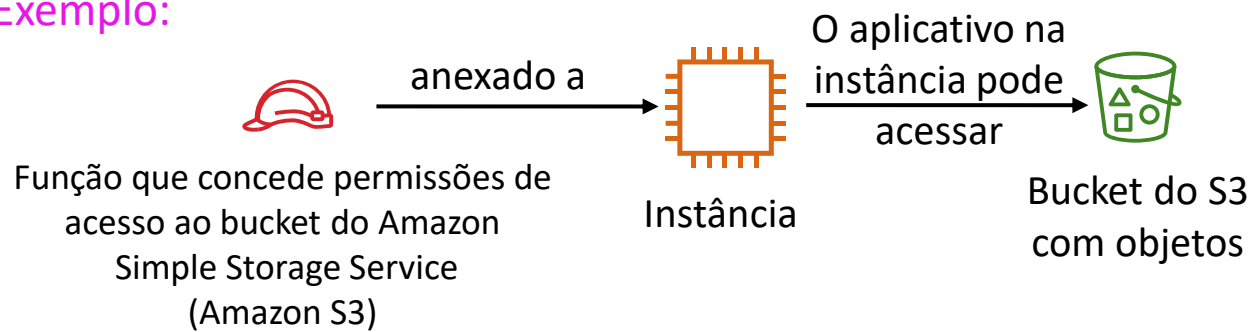 Exemplo:
anexado a
O aplicativo na
instância pode
acessar
Função que concede permissões de
acesso ao bucket do Amazon
Simple Storage Service
(Amazon S3)
Instância
Bucket do S3
com objetos